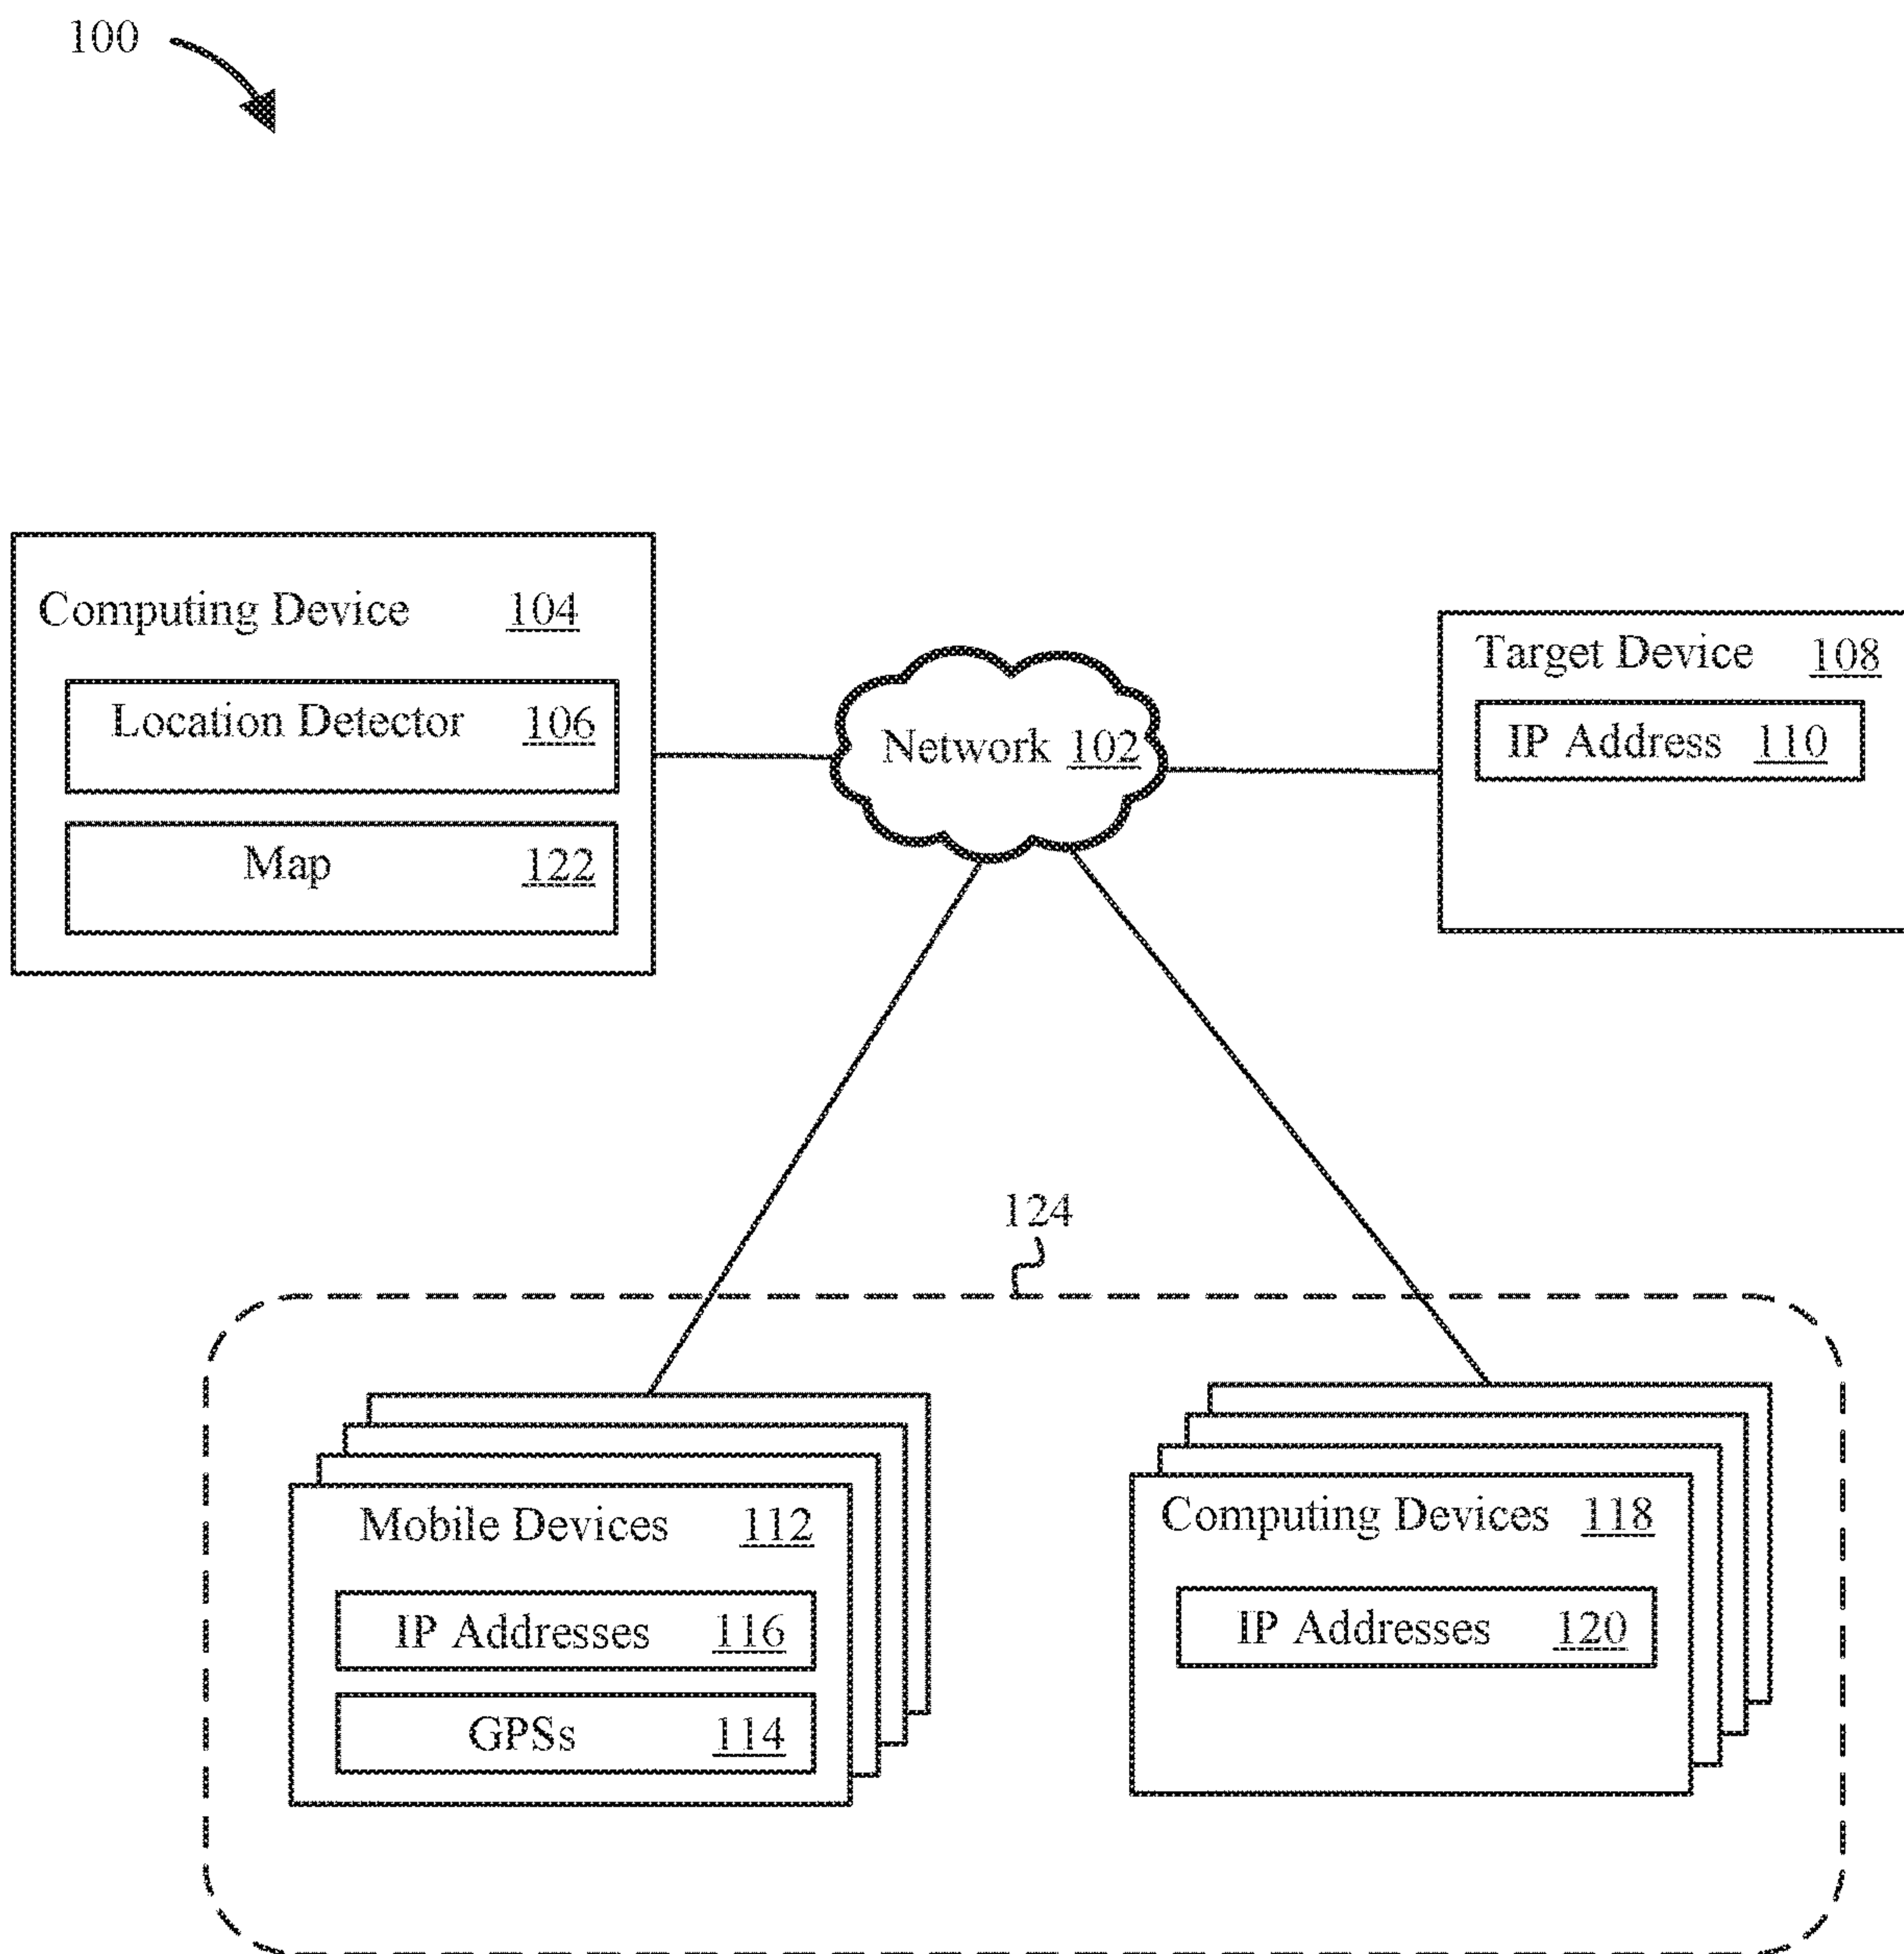 100
Computing Device 104
Location Detector 106
Map 122
Network 102
Target Device 108
IP Address 110
124
Mobile Devices 112
IP Addresses 116
GPSs 114
Computing Devices 118
IP Addresses 120